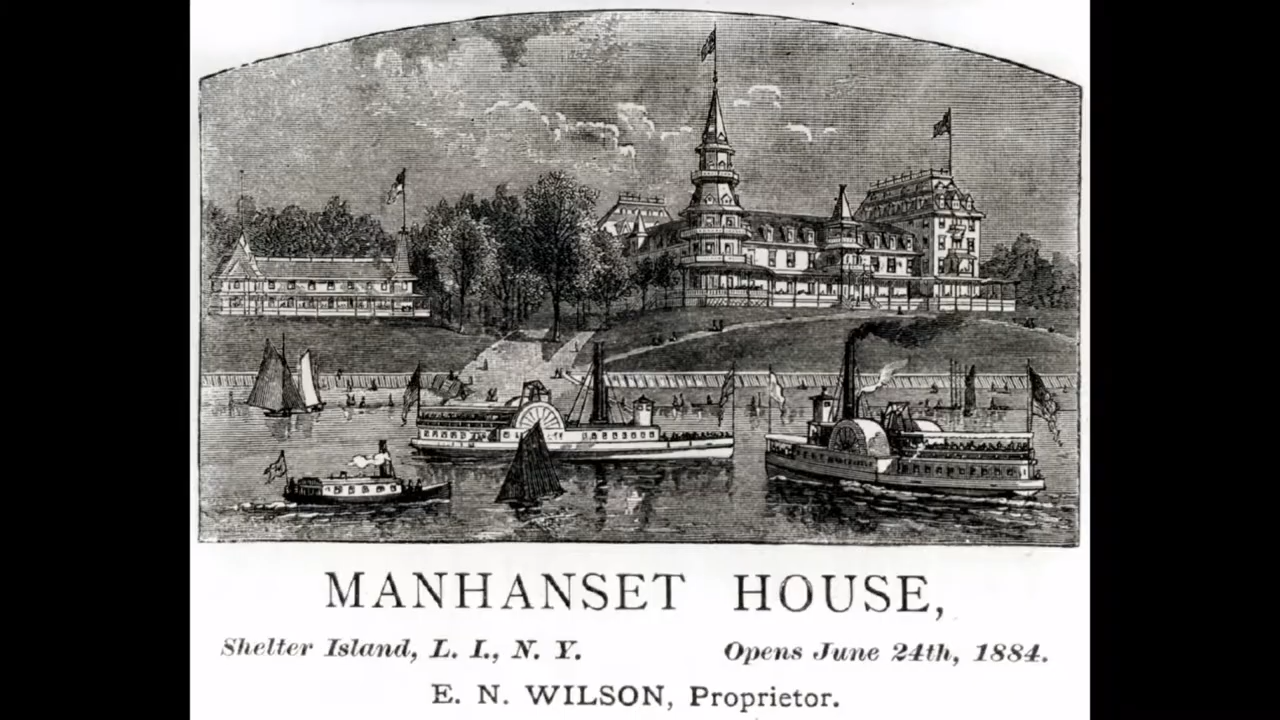 MANHANSET HOUSE,
Shelter Island, L. I., N. Y. Opens June 24th, 1884.
E. N. WILSON, Proprietor.